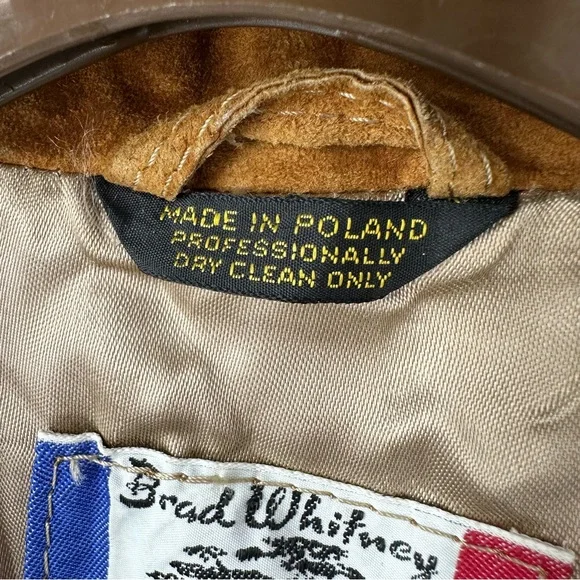 MADE IN POLAND
PROFESSIONALLY
DRY CLEAN ONLY
Brad Whitney